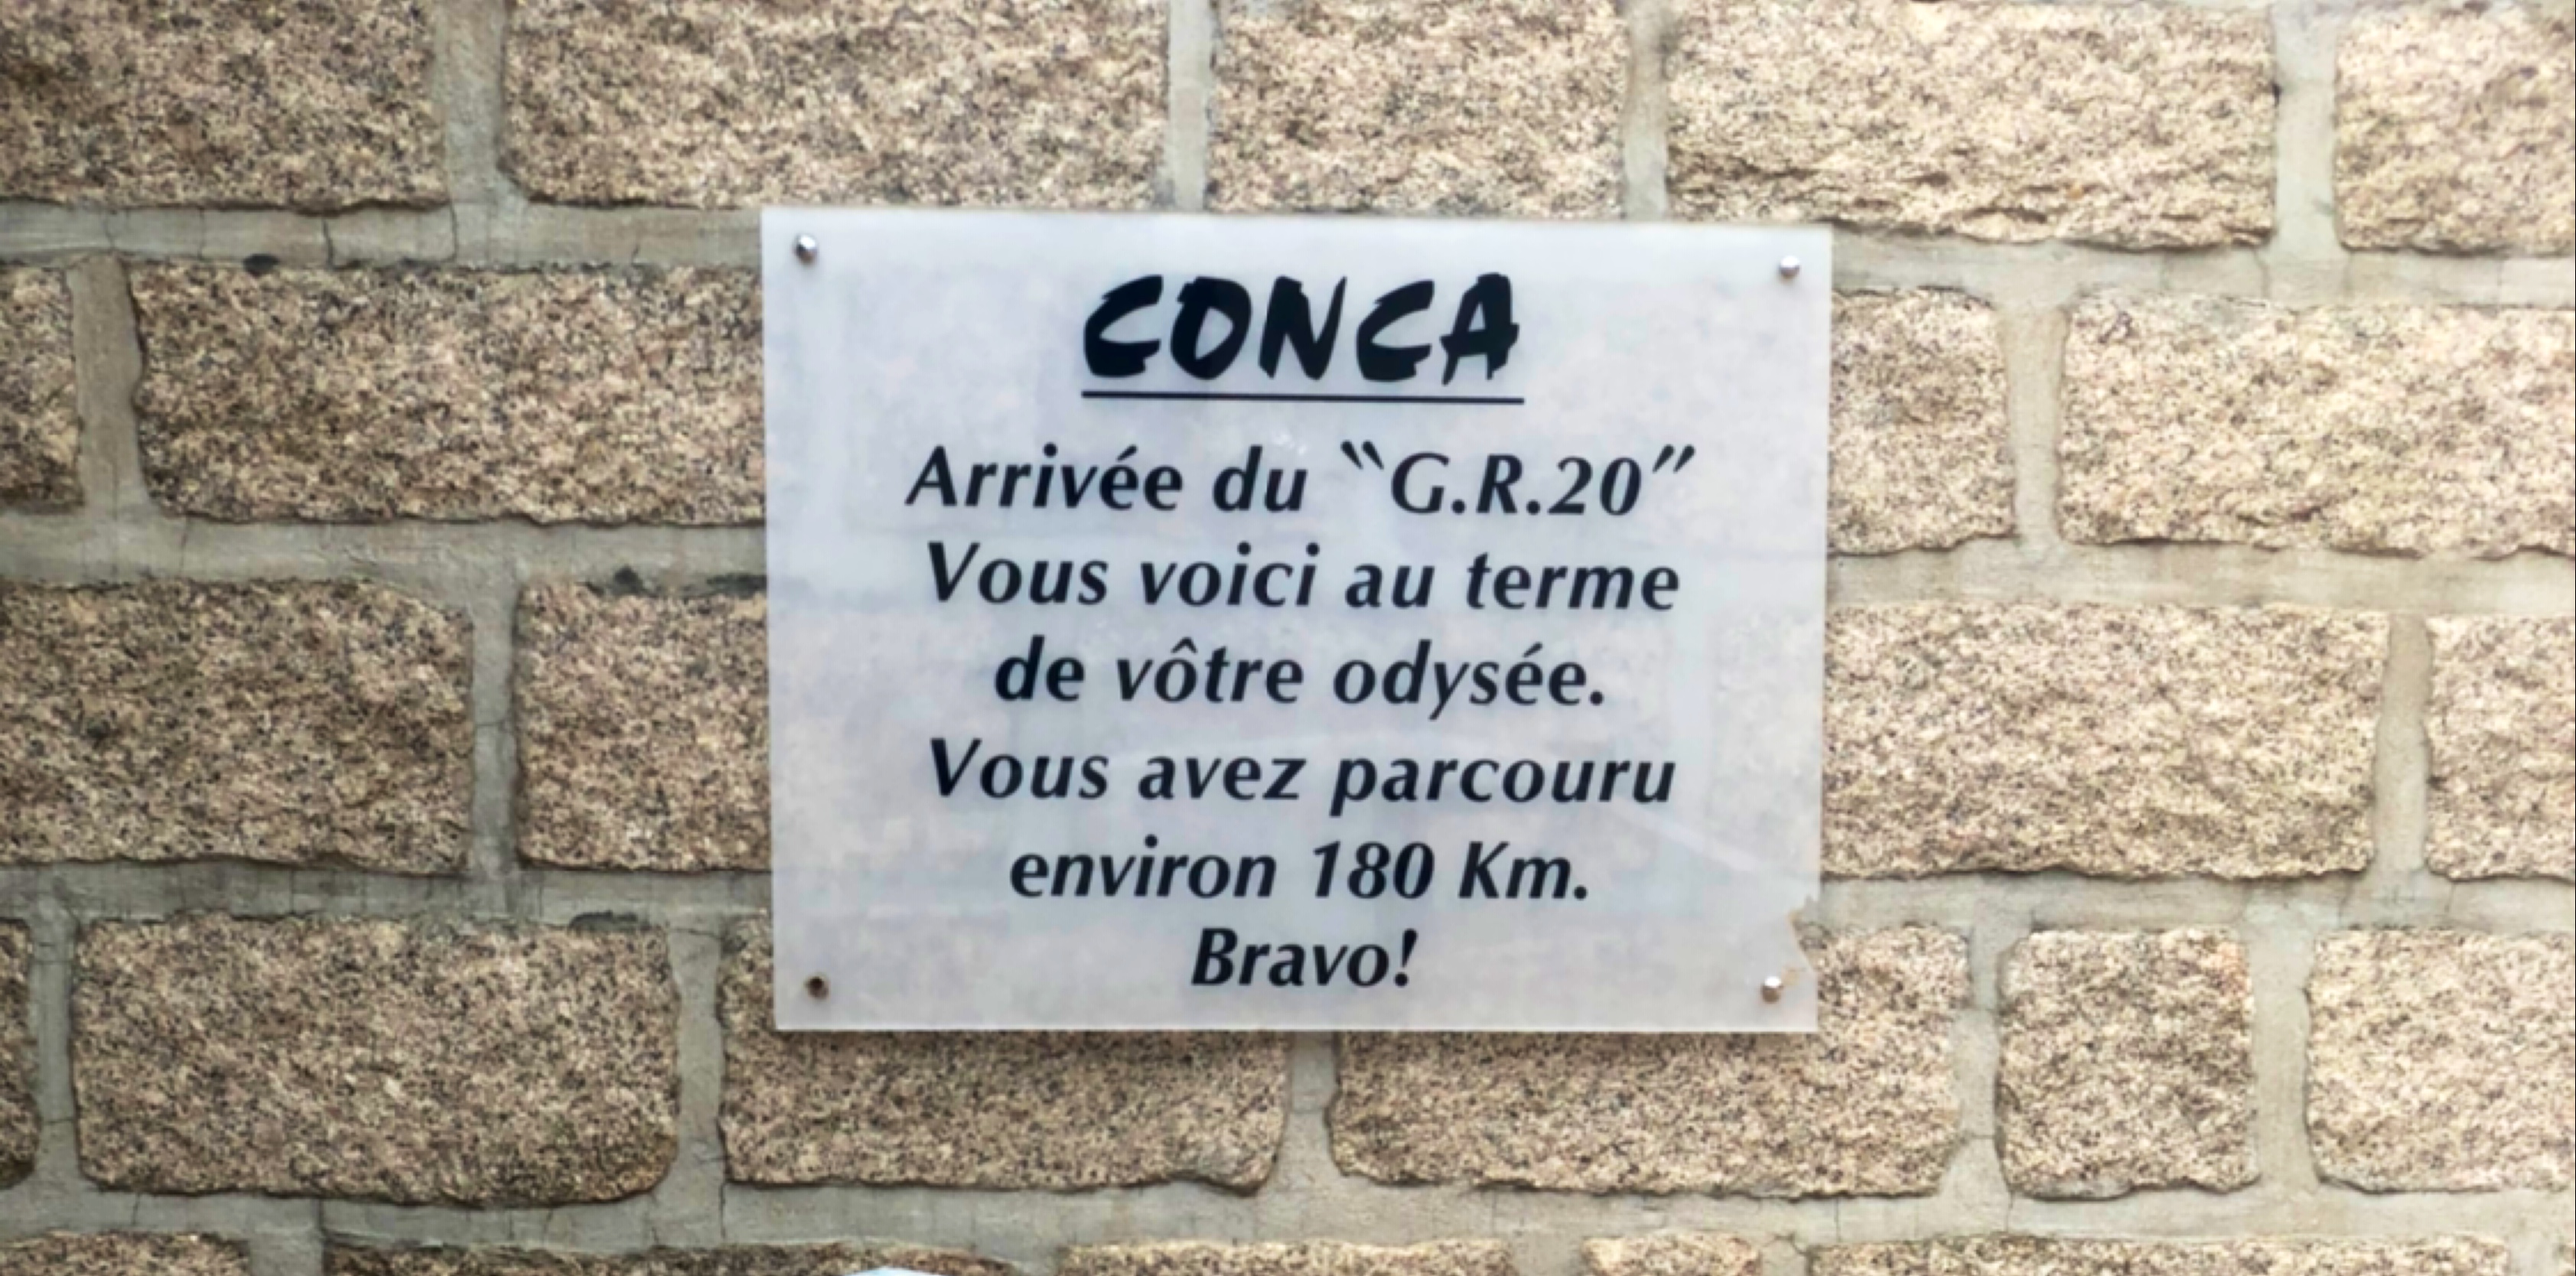 CONCA
Arrivée du "G.R.20"
Vous voici au terme
de vôtre odysée.
Vous avez parcouru
environ 180 Km.
Bravo!